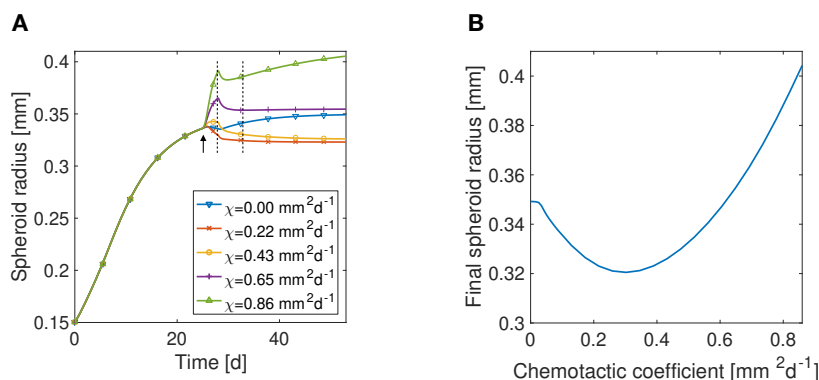 A
Spheroid radius [mm]
0.4
0.35
0.3
0.25
0.2
0.15
0
20
40
Time [d]
χ=0.00 mm²d⁻¹
χ=0.22 mm²d⁻¹
χ=0.43 mm²d⁻¹
χ=0.65 mm²d⁻¹
χ=0.86 mm²d⁻¹
B
Final spheroid radius [mm]
0.4
0.38
0.36
0.34
0.32
0.3
0
0.2
0.4
0.6
0.8
Chemotactic coefficient [mm ²d⁻¹]